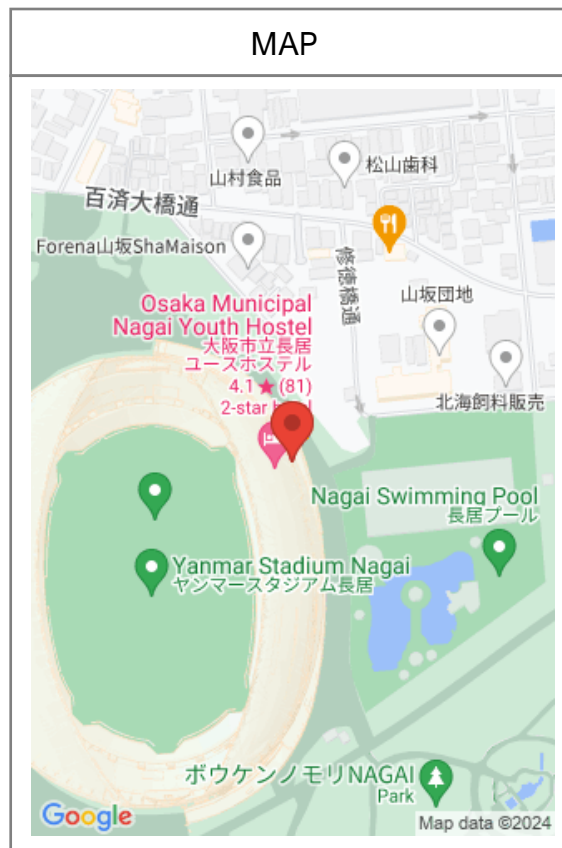 MAP
山村食品
松山歯科
百済大橋通
Forena山坂ShaMaison
修徳橋通
Osaka Municipal
Nagai Youth Hostel
大阪市立長居
ユースホステル
4.1★(81)
2-star
山坂団地
北海飼料販売
Nagai Swimming Pool
長居プール
Yanmar Stadium Nagai
ヤンマースタジアム長居
ボウケンノモリNAGAI
Park
Google
Map data ©2024